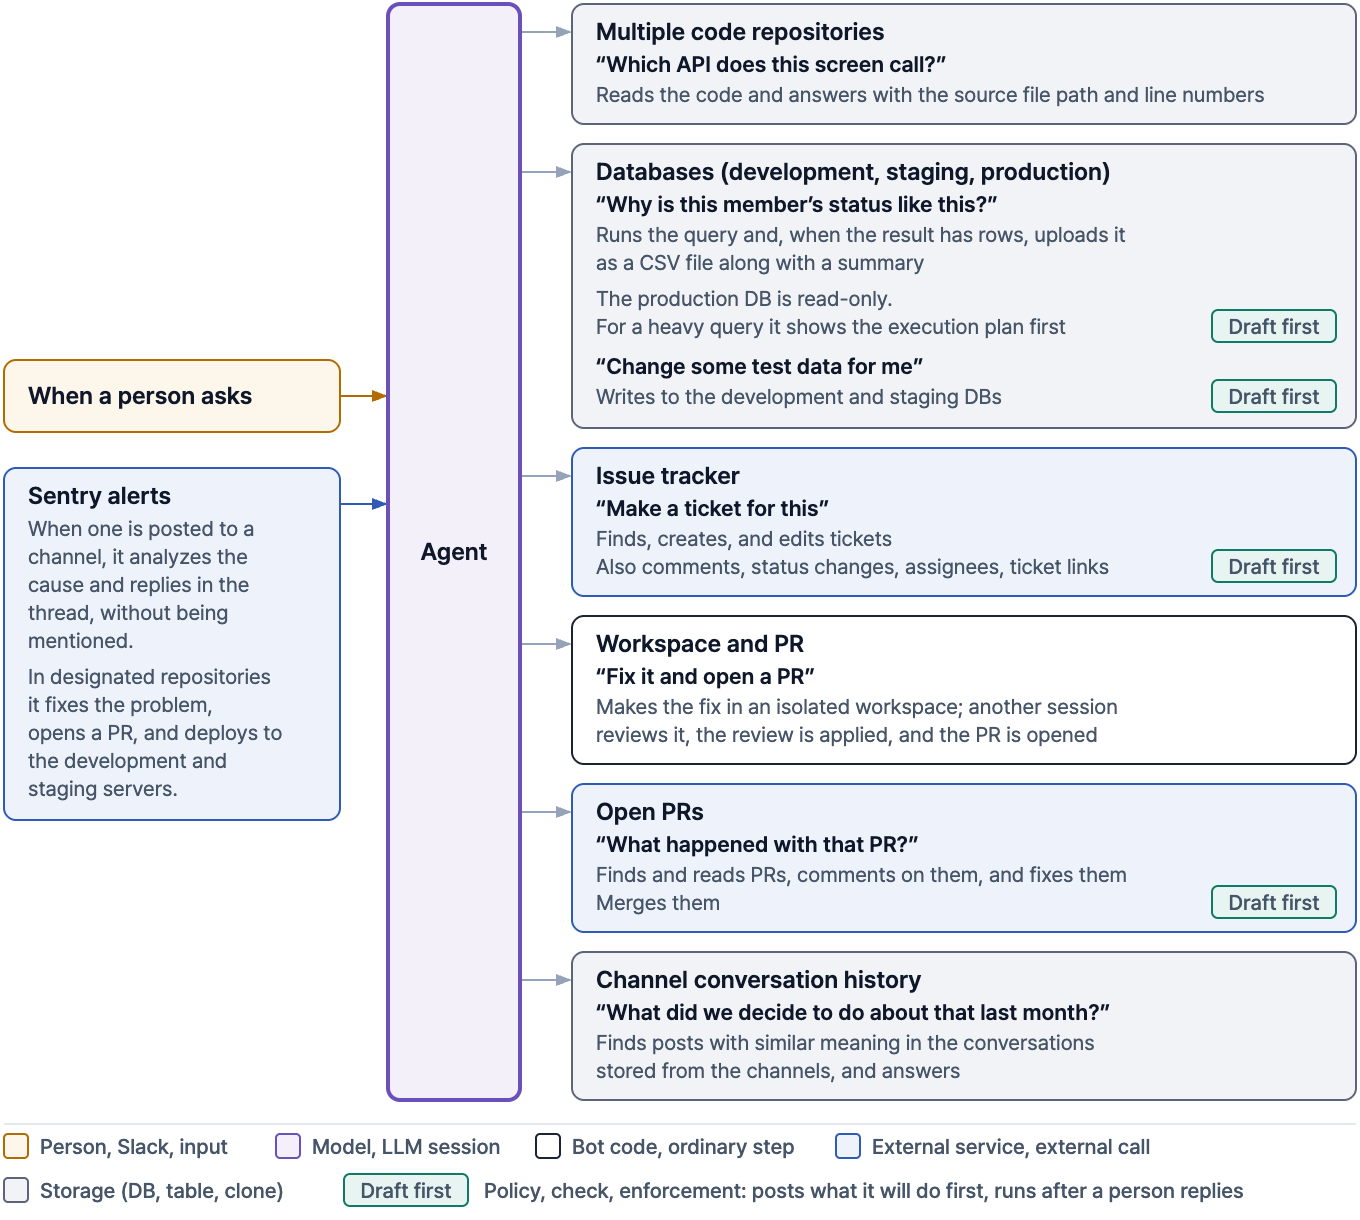 When a person asks
Sentry alerts
When one is posted to a
channel, it analyzes the
cause and replies in the
thread, without being
mentioned.
In designated repositories
it fixes the problem,
opens a PR, and deploys to
the development and
staging servers.
Agent
Multiple code repositories
“Which API does this screen call?”
Reads the code and answers with the source file path and line numbers
Databases (development, staging, production)
“Why is this member’s status like this?”
Runs the query and, when the result has rows, uploads it
as a CSV file along with a summary
The production DB is read-only.
For a heavy query it shows the execution plan first
Draft first
“Change some test data for me”
Writes to the development and staging DBs
Draft first
Issue tracker
“Make a ticket for this”
Finds, creates, and edits tickets
Also comments, status changes, assignees, ticket links
Draft first
Workspace and PR
“Fix it and open a PR”
Makes the fix in an isolated workspace; another session
reviews it, the review is applied, and the PR is opened
Open PRs
“What happened with that PR?”
Finds and reads PRs, comments on them, and fixes them
Merges them
Draft first
Channel conversation history
“What did we decide to do about that last month?”
Finds posts with similar meaning in the conversations
stored from the channels, and answers
Person, Slack, input
Model, LLM session
Bot code, ordinary step
External service, external call
Storage (DB, table, clone)
Draft first
Policy, check, enforcement: posts what it will do first, runs after a person replies